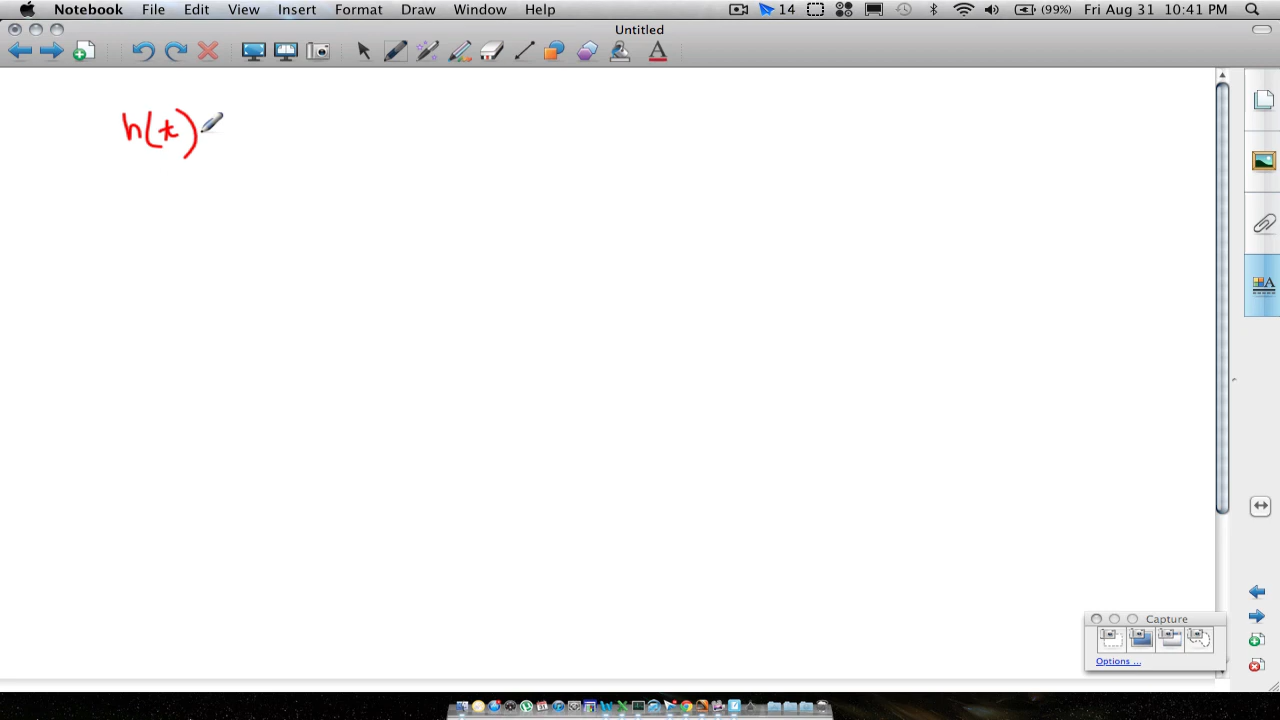 Notebook File Edit View Insert Format Draw Window Help 14 (99%) Fri Aug 31 10:41 PM
Untitled
h(t)
Capture
Options ...